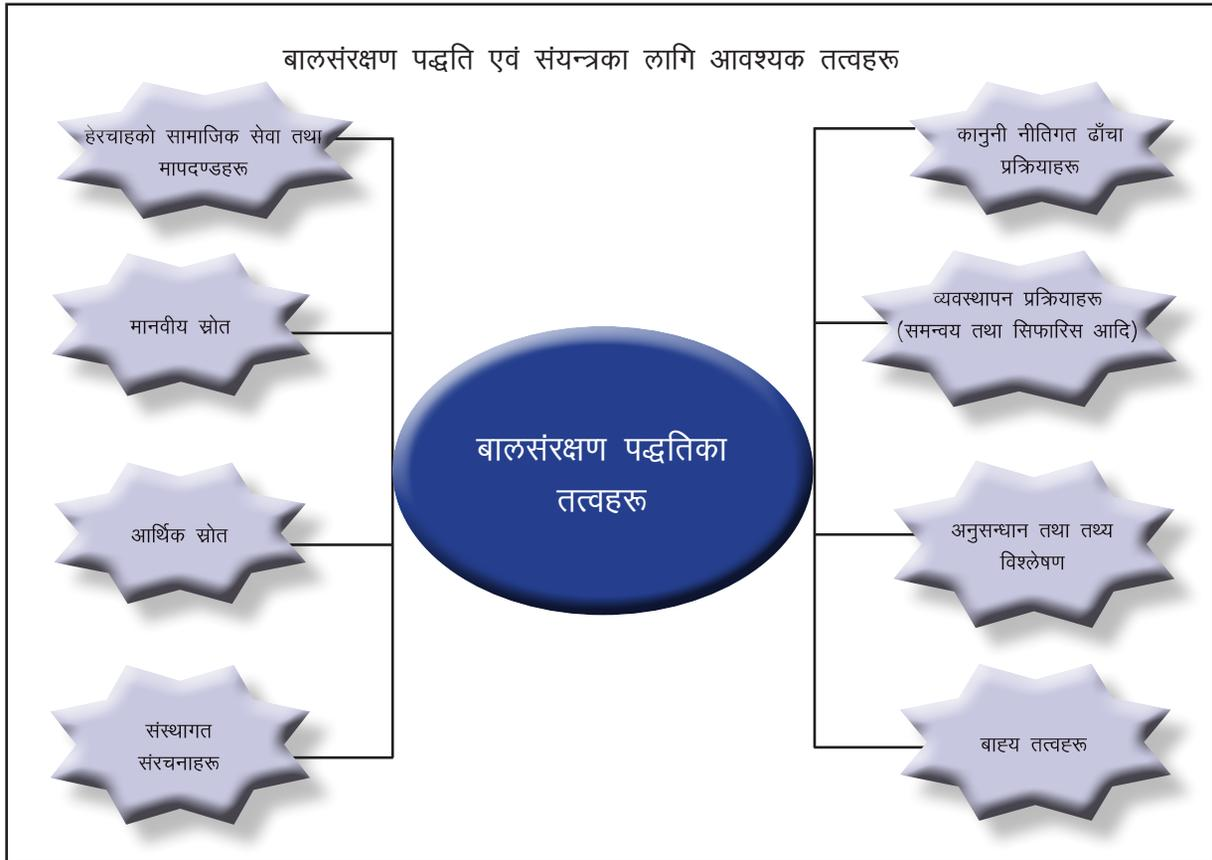 बालसंरक्षण पद्धति एवं संयन्त्रका लागि आवश्यक तत्वहरू
हेरचाहको सामाजिक सेवा तथा
मापदण्डहरू
मानवीय स्रोत
आर्थिक स्रोत
संस्थागत
संरचनाहरू
बालसंरक्षण पद्धतिका
तत्वहरू
कानुनी नीतिगत ढाँचा
प्रक्रियाहरू
व्यवस्थापन प्रक्रियाहरू
(समन्वय तथा सिफारिस आदि)
अनुसन्धान तथा तथ्य
विश्लेषण
बाह्य तत्वहरू